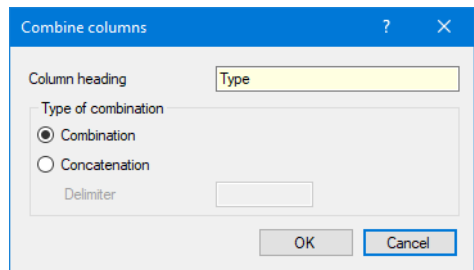 Combine columns ? ×
Column heading Type
Type of combination
Combination
Concatenation
Delimiter
OK Cancel